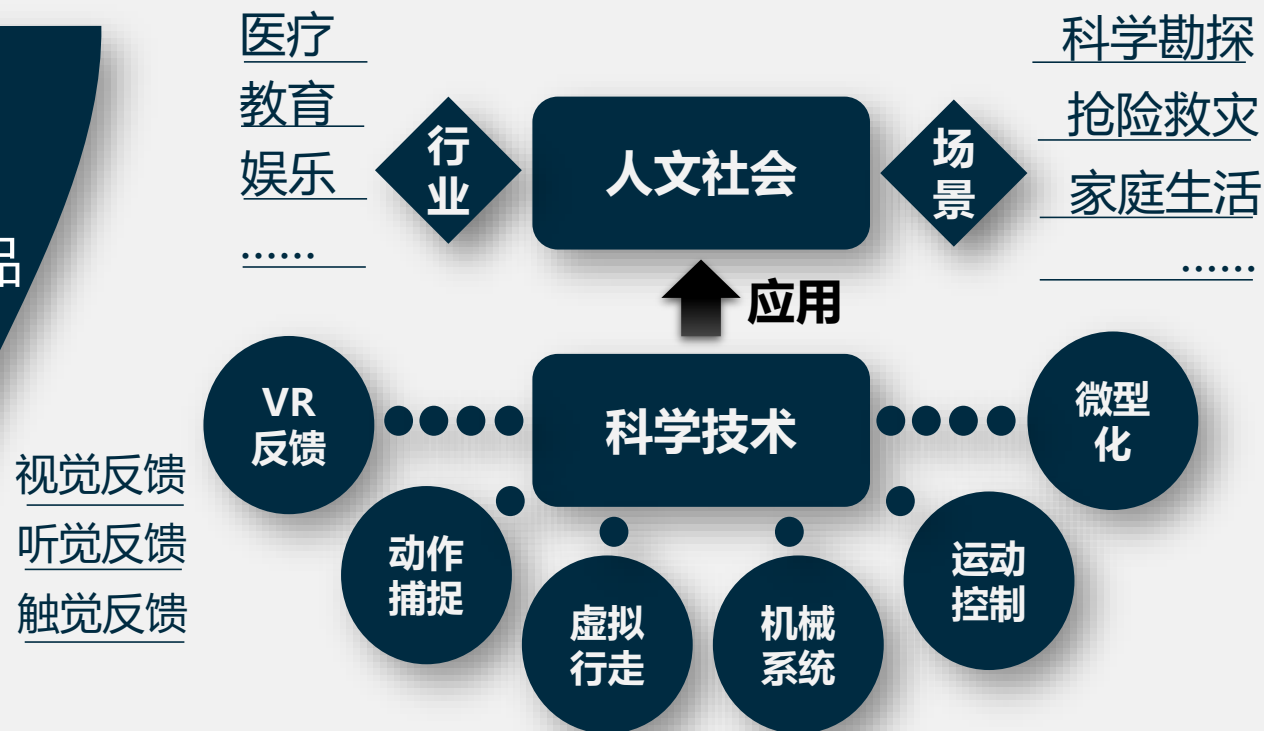 医疗
教育
娱乐
……
行
业
人文社会
场
景
科学勘探
抢险救灾
家庭生活
……
品
应用
科学技术
VR
反馈
视觉反馈
听觉反馈
触觉反馈
动作
捕捉
虚拟
行走
机械
系统
运动
控制
微型
化